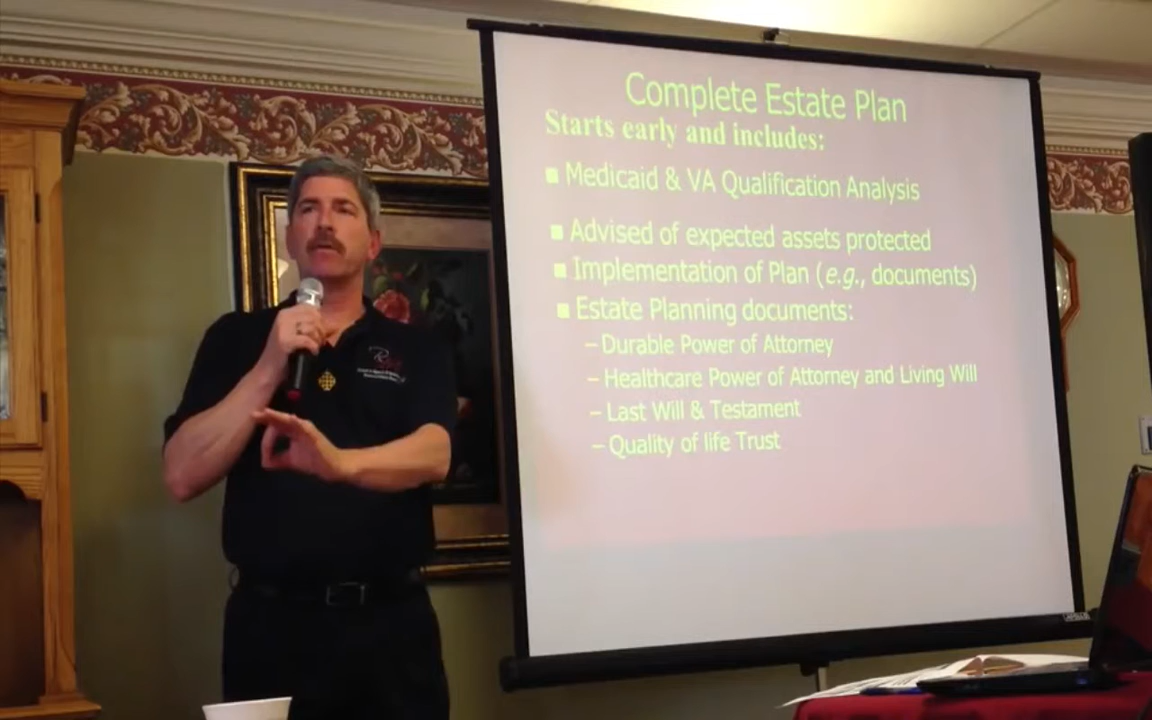 Complete Estate Plan
Starts early and includes:
■ Medicaid & VA Qualification Analysis
■ Advised of expected assets protected
■ Implementation of Plan (e.g., documents)
■ Estate Planning documents:
– Durable Power of Attorney
– Healthcare Power of Attorney and Living Will
– Last Will & Testament
– Quality of life Trust